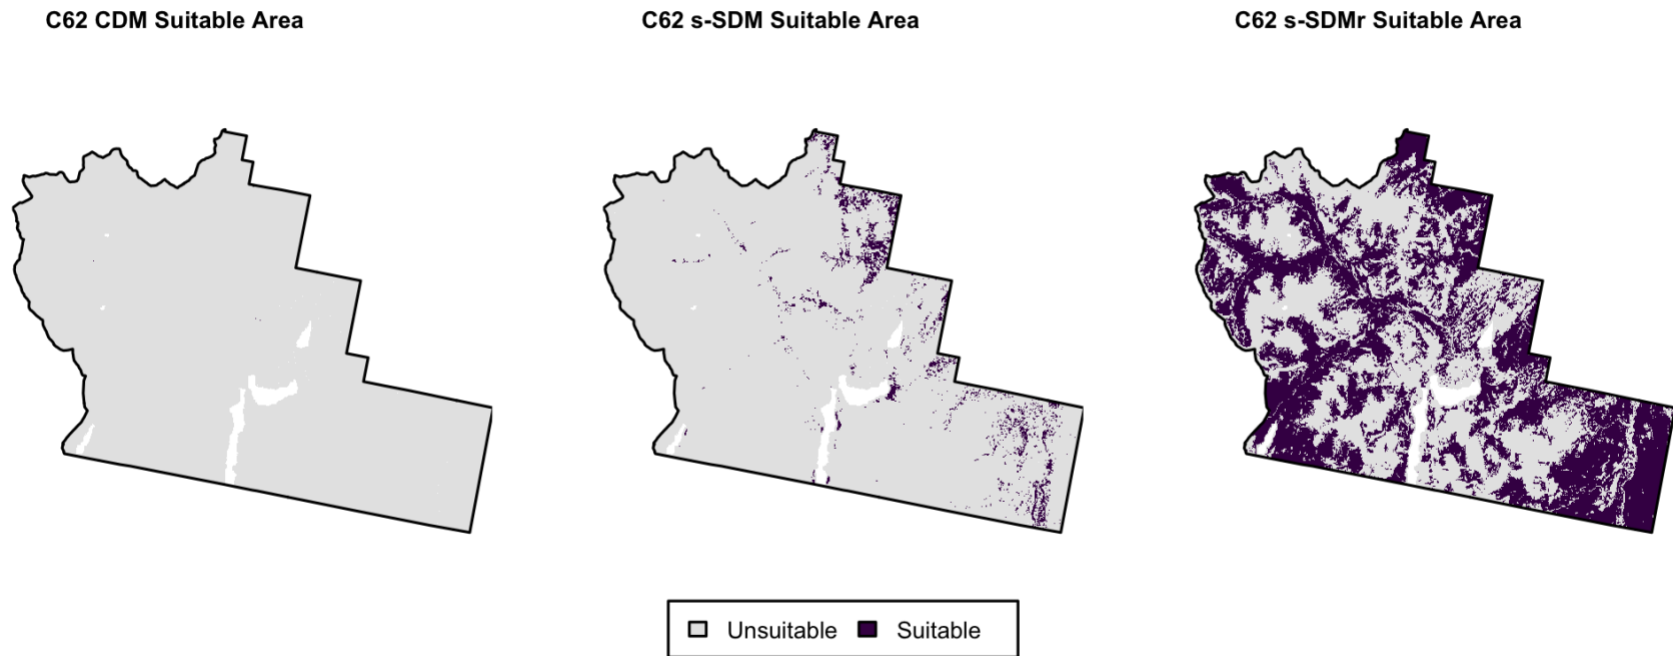 C62 CDM Suitable Area
C62 s-SDM Suitable Area
C62 s-SDMr Suitable Area
Unsuitable
Suitable